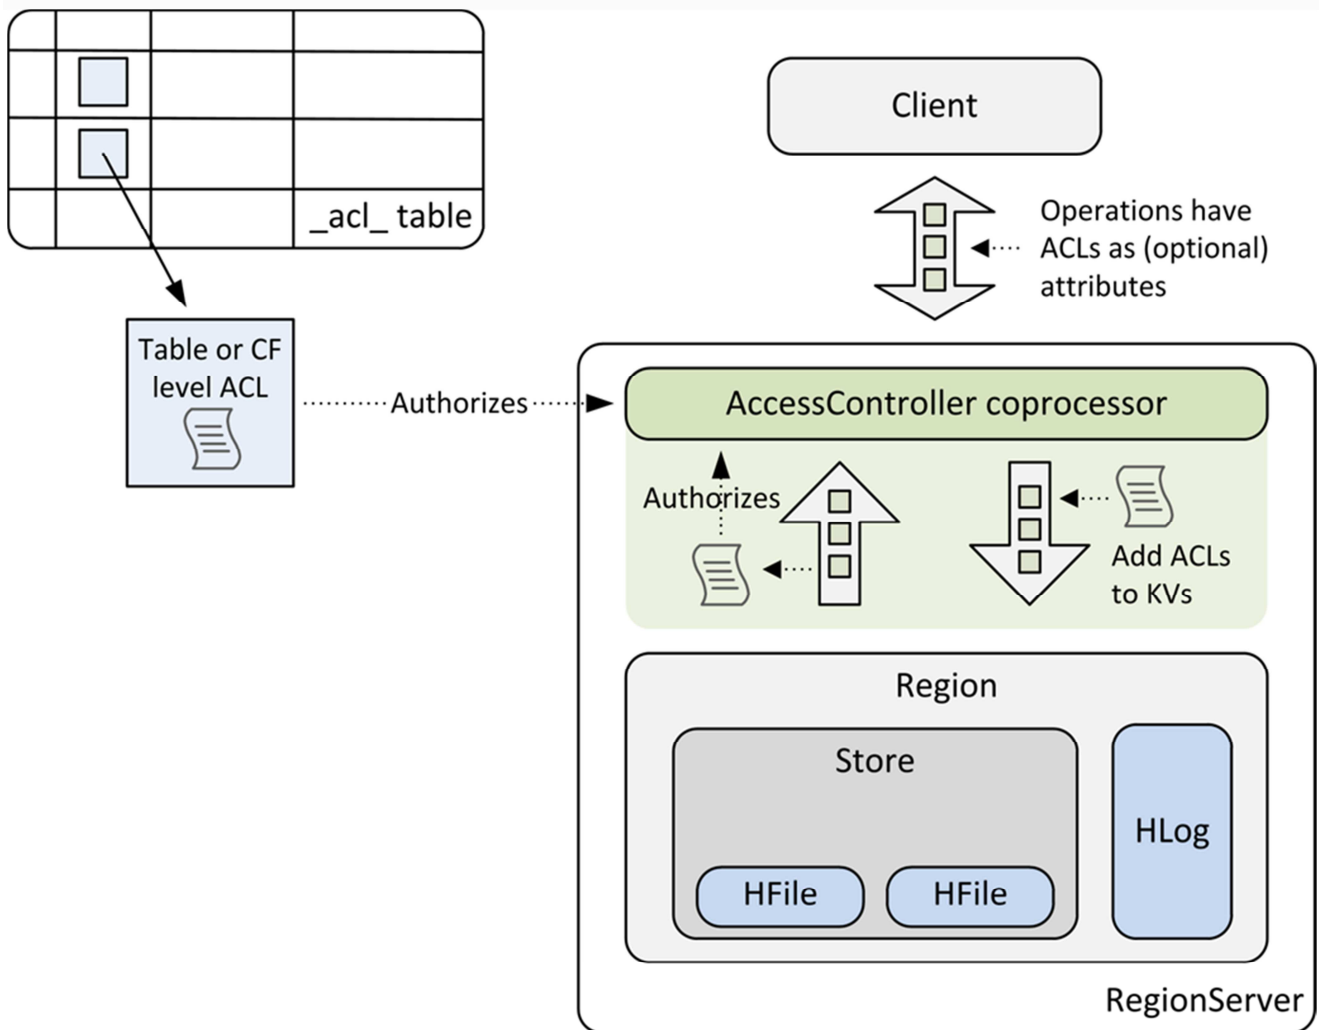 _acl_ table
Client
Operations have
ACLs as (optional)
attributes
Table or CF
level ACL
Authorizes
AccessController coprocessor
Authorizes
Add ACLs
to KVs
Region
Store
HLog
HFile
HFile
RegionServer